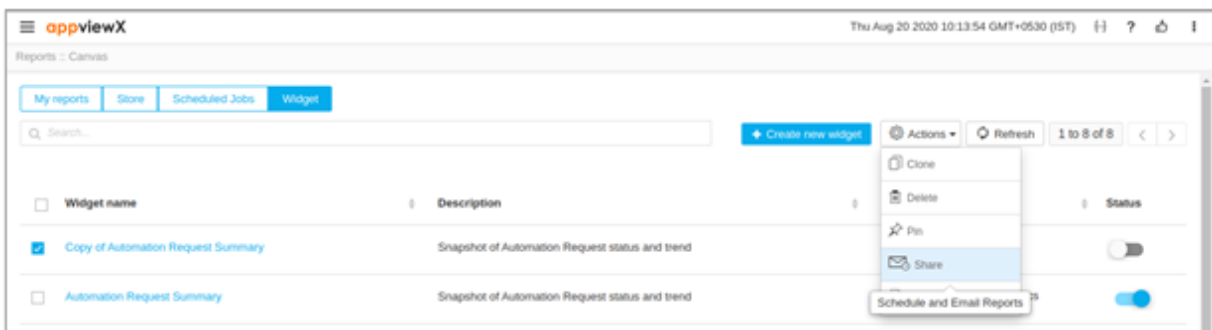 appviewX
Thu Aug 20 2020 10:13:54 GMT+0530 (IST) ?
Reports :: Canvas
My reports Store Scheduled Jobs Widget
Search...
Create new widget Actions Refresh 1 to 8 of 8
Clone
Delete
Widget name Description Status
Pin
Copy of Automation Request Summary Snapshot of Automation Request status and trend
Share
Automation Request Summary Snapshot of Automation Request status and trend
Schedule and Email Reports